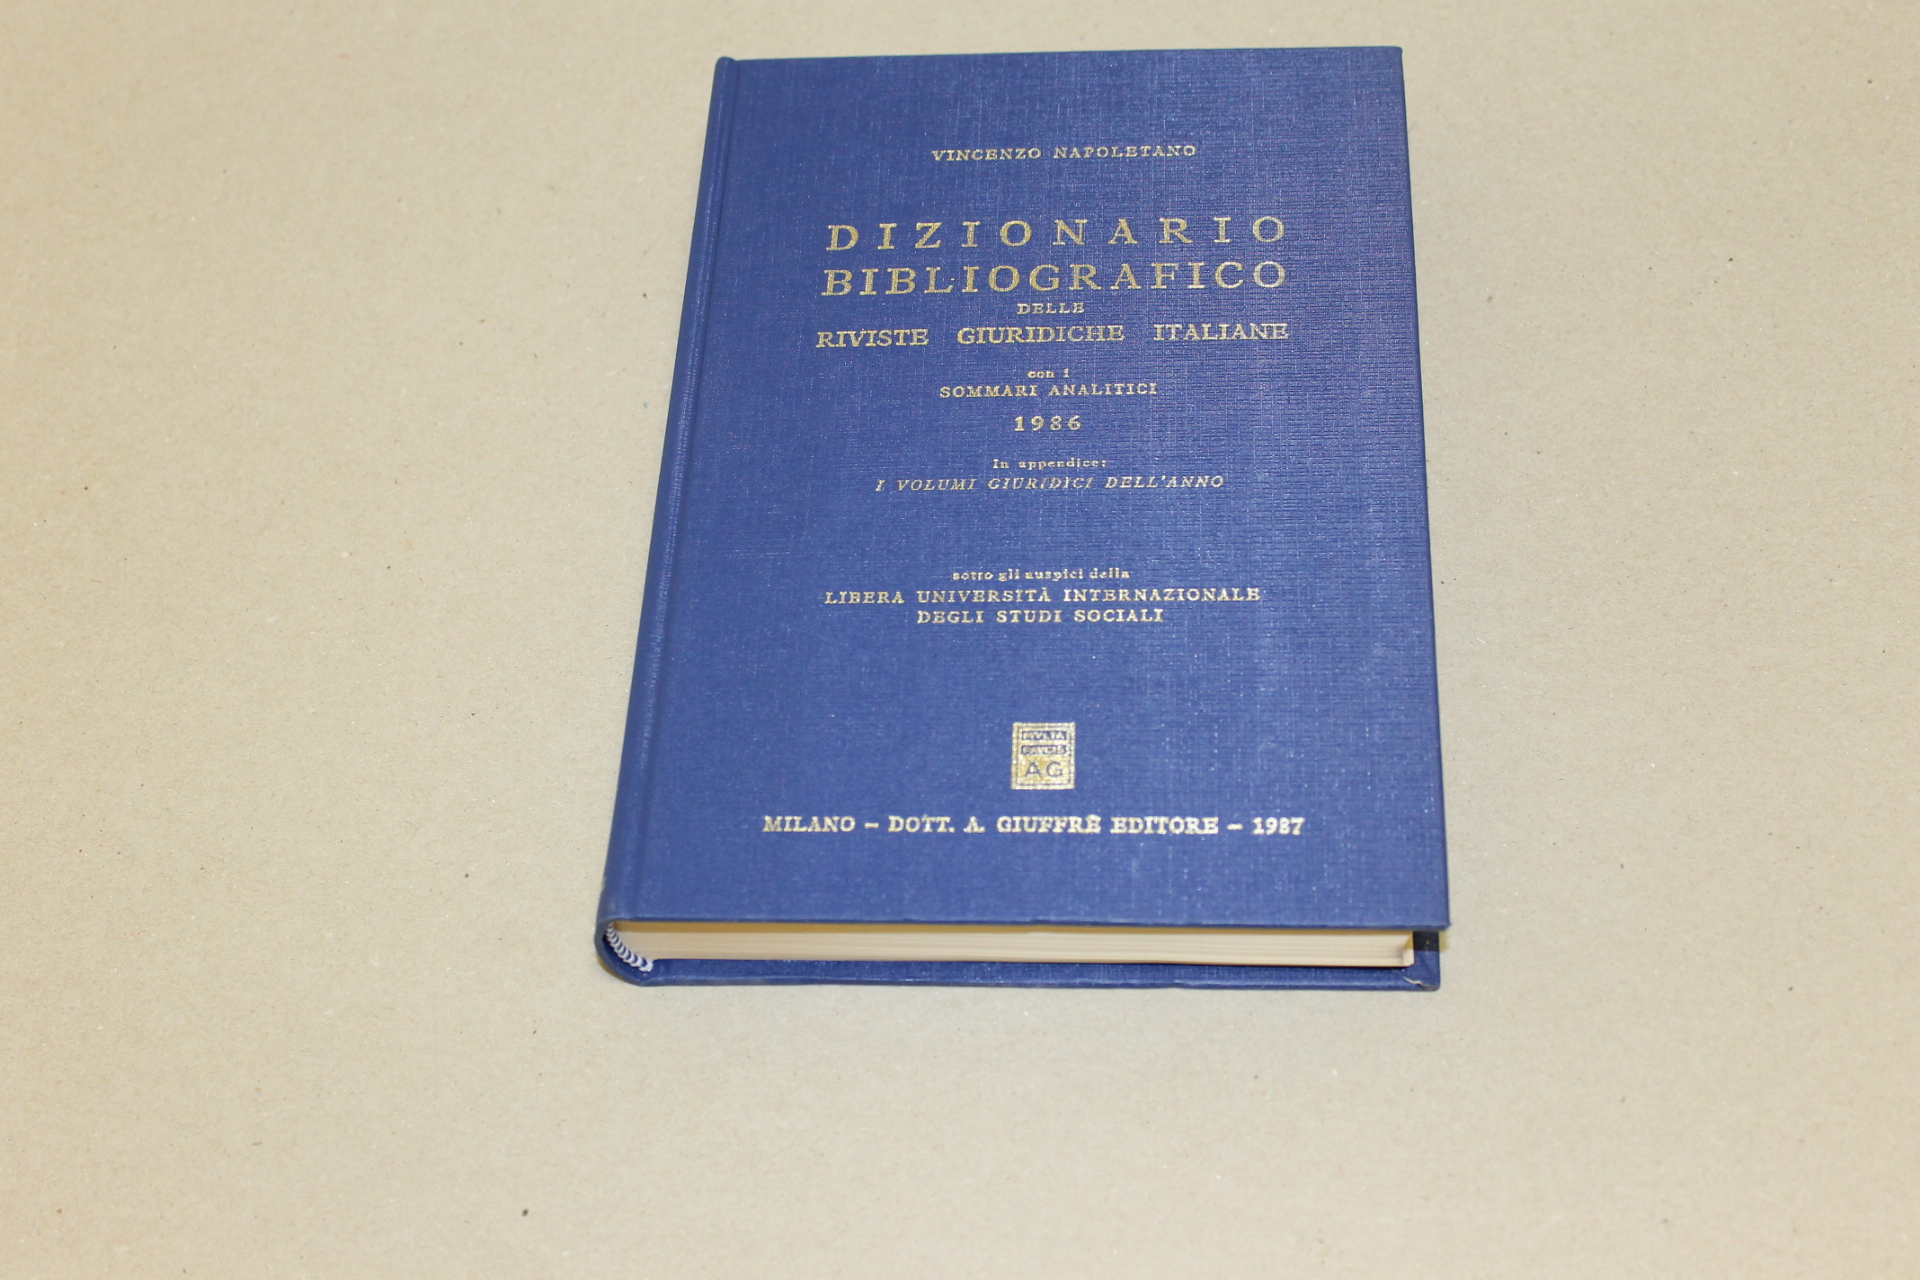 VINCENZO NAPOLETANO
DIZIONARIO
BIBLIOGRAFICO
DELLE
RIVISTE GIURIDICHE ITALIANE
con i
SOMMARI ANALITICI
1986
In appendice:
I VOLUMI GIURIDICI DELL'ANNO
sotto gli auspici della
LIBERA UNIVERSITÀ INTERNAZIONALE
DEGLI STUDI SOCIALI
AG
MILANO - DOTT. A. GIUFFRÈ EDITORE - 1987